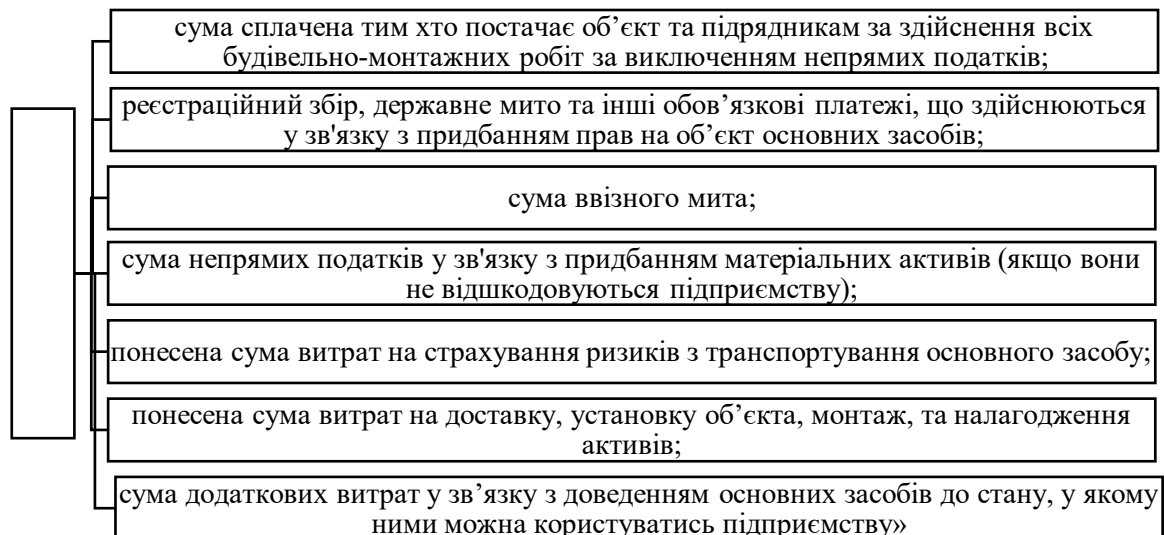 сума сплачена тим хто постачає об’єкт та підрядникам за здійснення всіх
будівельно-монтажних робіт за виключенням непрямих податків;
реєстраційний збір, державне мито та інші обов’язкові платежі, що здійснюються
у зв'язку з придбанням прав на об’єкт основних засобів;
сума ввізного мита;
сума непрямих податків у зв'язку з придбанням матеріальних активів (якщо вони
не відшкодовуються підприємству);
понесена сума витрат на страхування ризиків з транспортування основного засобу;
понесена сума витрат на доставку, установку об’єкта, монтаж, та налагодження
активів;
сума додаткових витрат у зв’язку з доведенням основних засобів до стану, у якому
ними можна користуватись підприємству»